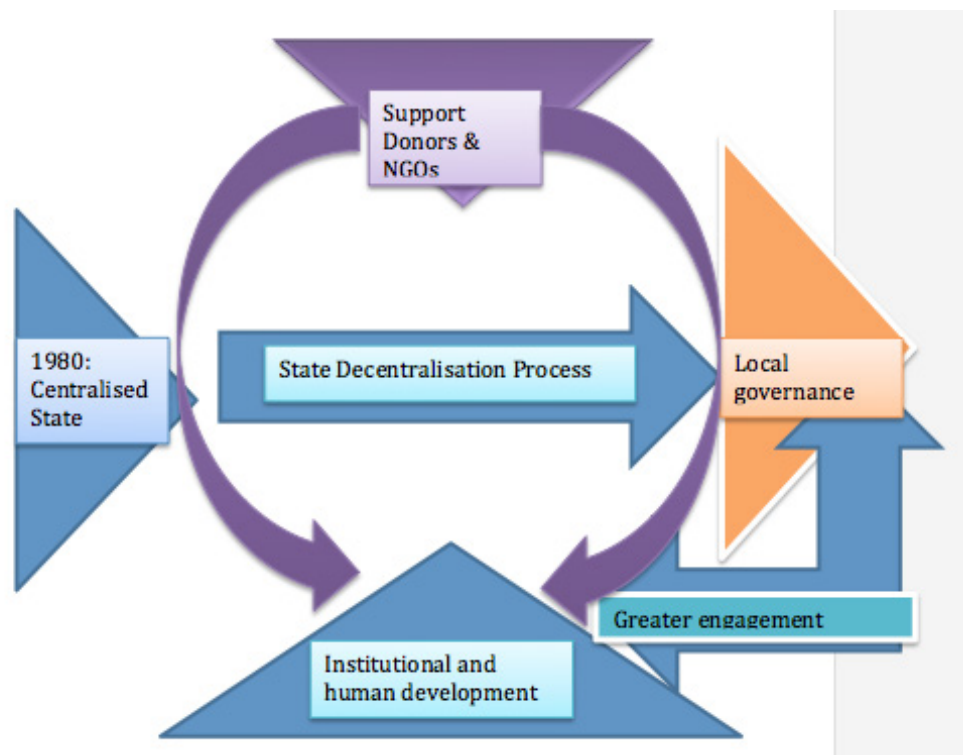 Support
Donors &
NGOs
1980:
Centralised
State
State Decentralisation Process
Local
governance
Greater engagement
Institutional and
human development